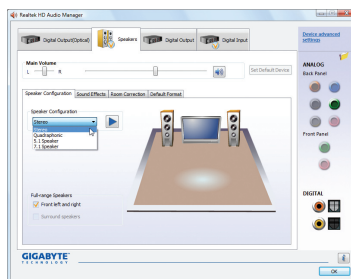 Realtek HD Audio Manager
Digital Output(Optical)
Speakers
Digital Output
Digital Input
Device advanced settings
Main Volume
L
R
Set Default Device
ANALOG
Back Panel
Speaker Configuration
Sound Effects
Room Correction
Default Format
Speaker Configuration
Stereo
Stereo
Quadraphonic
5.1 Speaker
7.1 Speaker
Front Panel
Full-range Speakers
Front left and right
Surround speakers
DIGITAL
GIGABYTE
TECHNOLOGY
OK